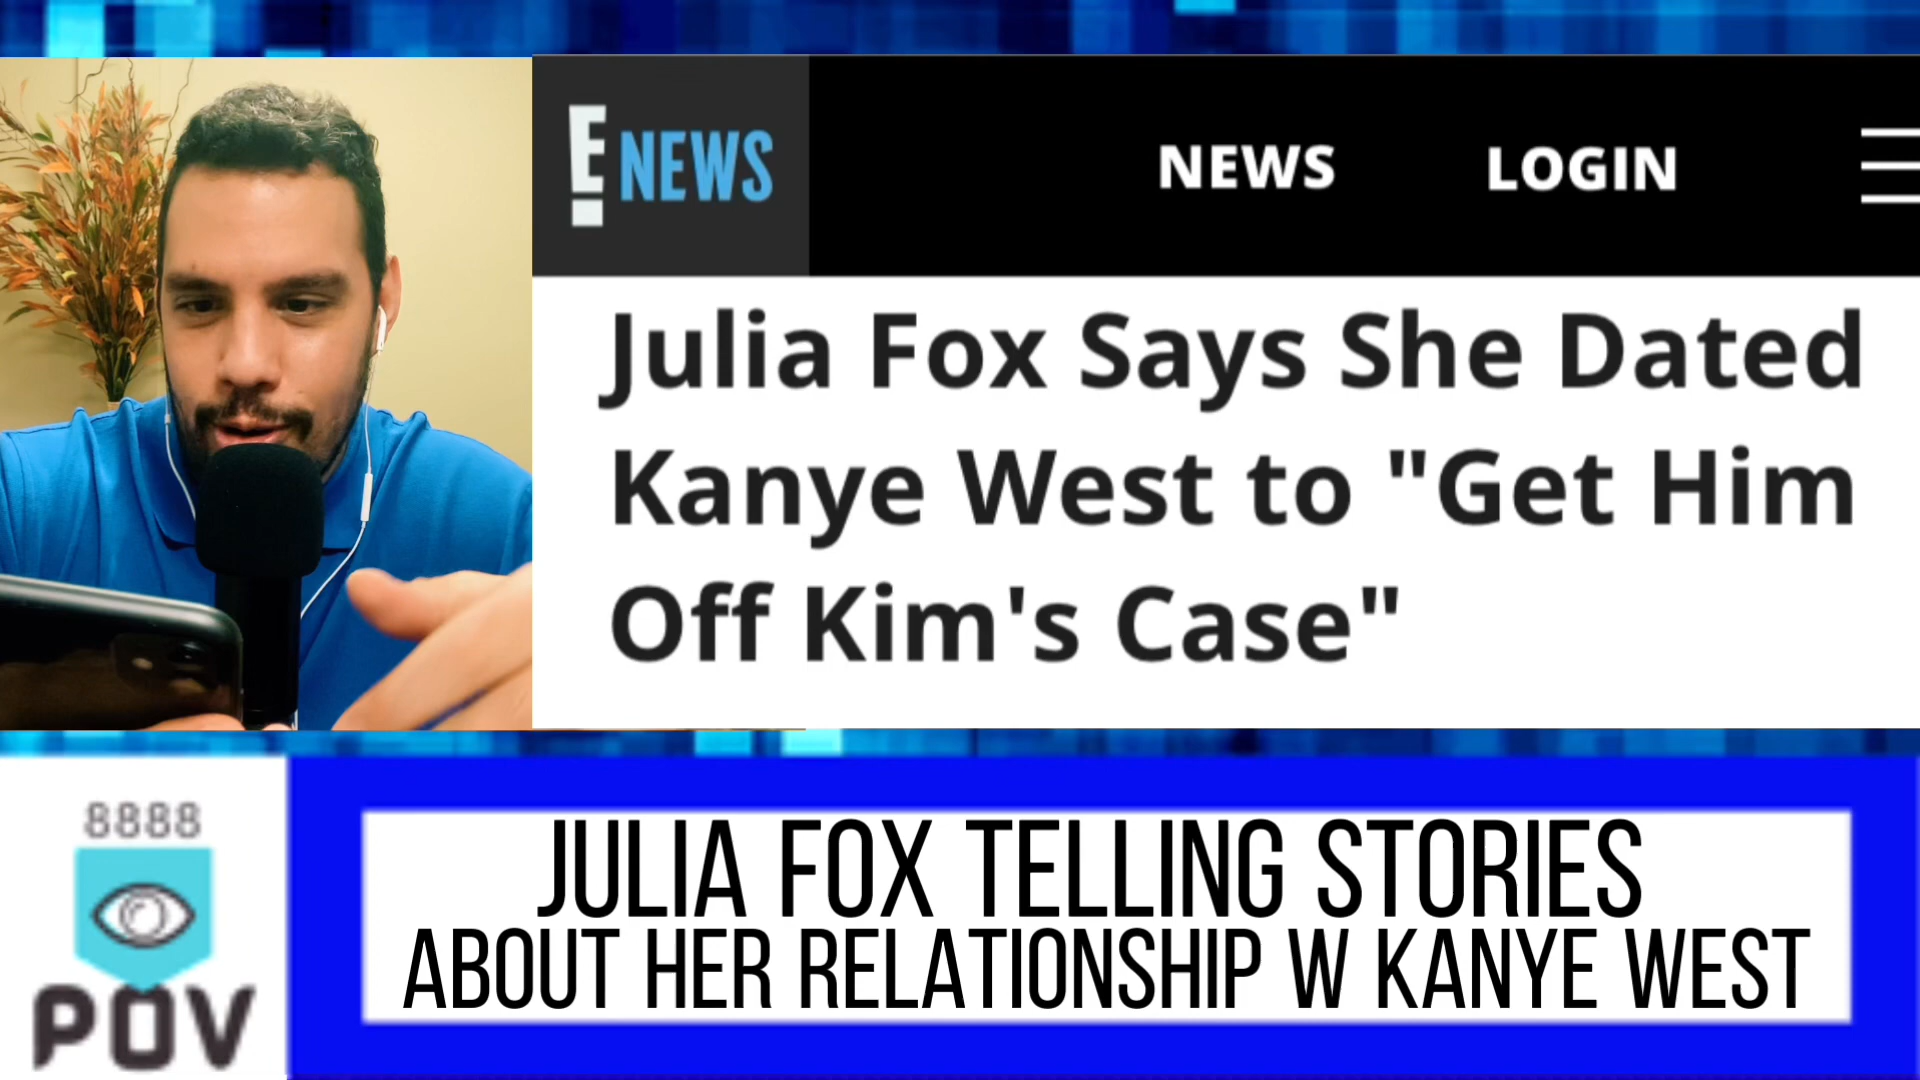 E! NEWS
NEWS
LOGIN
Julia Fox Says She Dated
Kanye West to "Get Him
Off Kim's Case"
8888
POV
JULIA FOX TELLING STORIES
ABOUT HER RELATIONSHIP W KANYE WEST